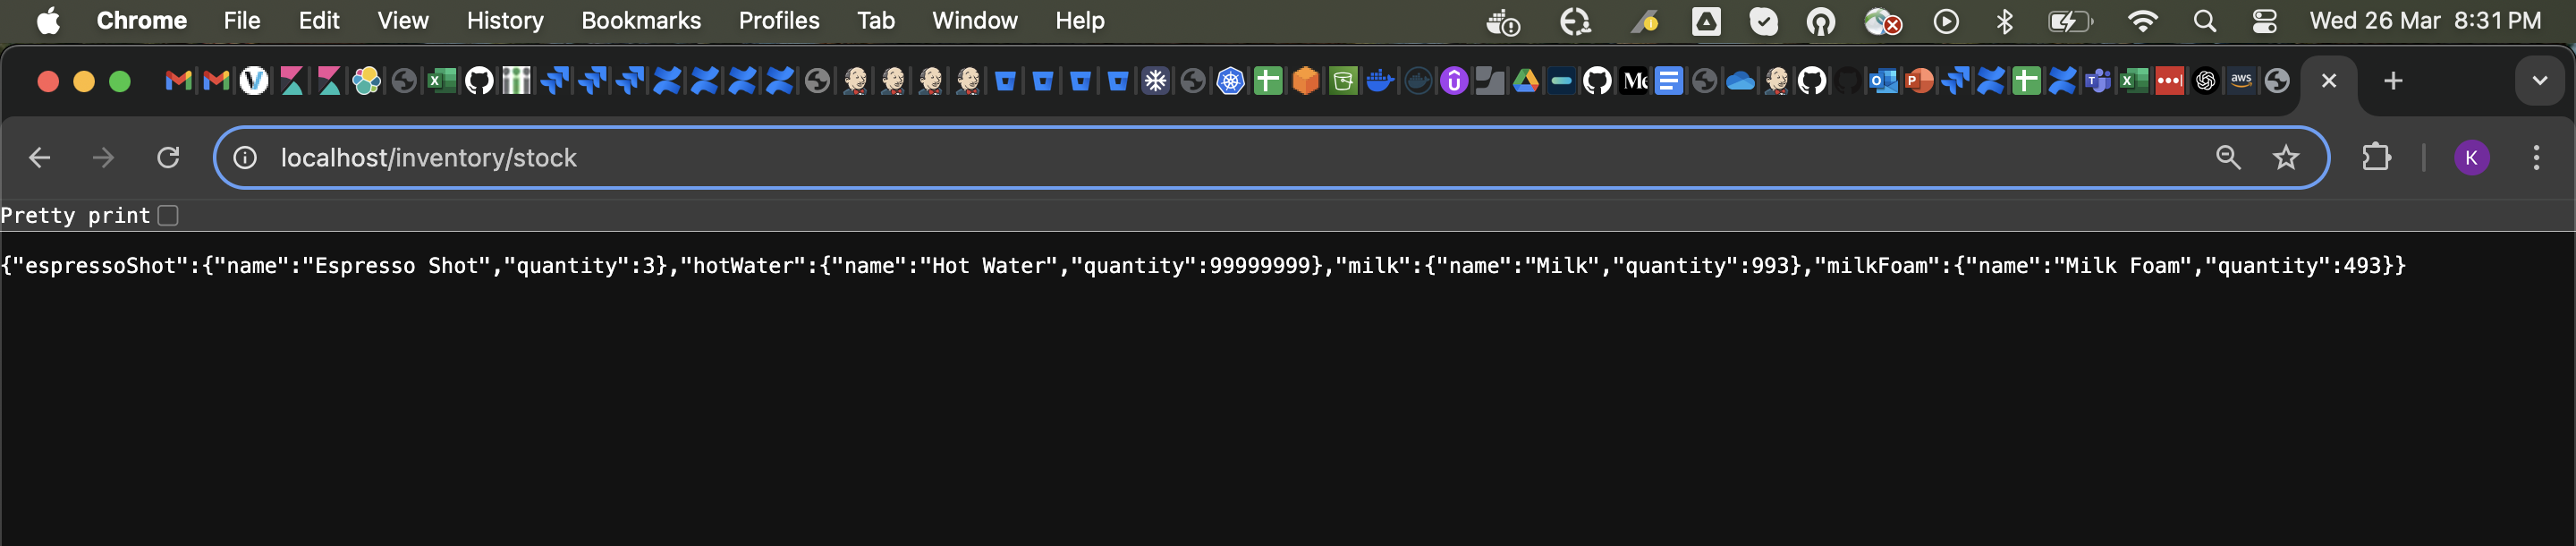 Chrome File Edit View History Bookmarks Profiles Tab Window Help Wed 26 Mar 8:31 PM
localhost/inventory/stock K
Pretty print
{"espressoShot":{"name":"Espresso Shot","quantity":3},"hotWater":{"name":"Hot Water","quantity":99999999},"milk":{"name":"Milk","quantity":993},"milkFoam":{"name":"Milk Foam","quantity":493}}